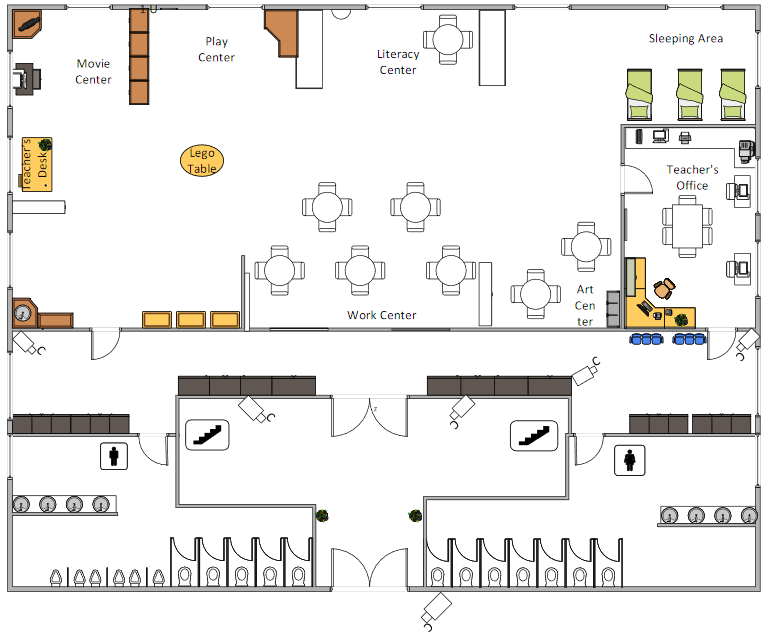 1 U
Movie
Center
Play
Center
Literacy
Center
Sleeping Area
Teacher's
Desk
Lego
Table
Teacher's
Office
Work Center
Art
Cen
ter
z